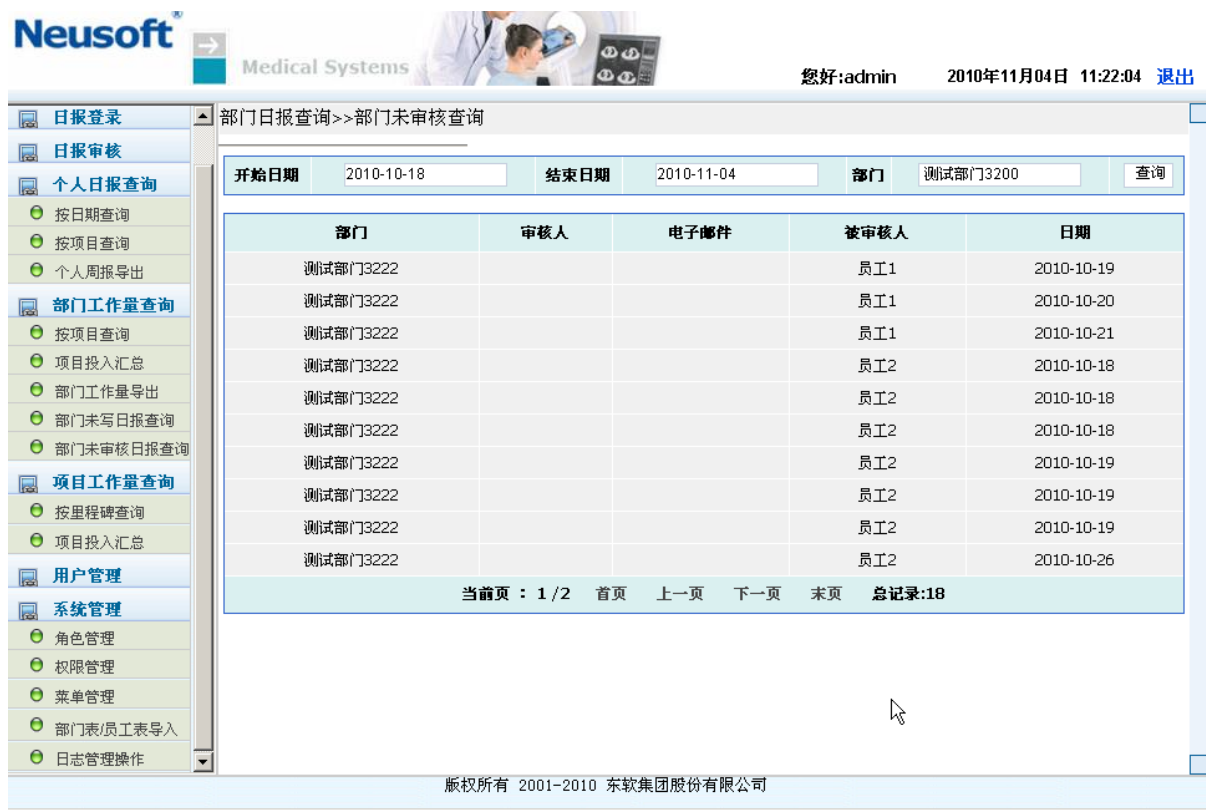 Neusoft®
Medical Systems
您好:admin 2010年11月04日 11:22:04 退出
日报登录
日报审核
个人日报查询
按日期查询
按项目查询
个人周报导出
部门工作量查询
按项目查询
项目投入汇总
部门工作量导出
部门未写日报查询
部门未审核日报查询
项目工作量查询
按里程碑查询
项目投入汇总
用户管理
系统管理
角色管理
权限管理
菜单管理
部门表/员工表导入
日志管理操作
部门日报查询>>部门未审核查询
开始日期 2010-10-18 结束日期 2010-11-04 部门 测试部门3200 查询
部门 审核人 电子邮件 被审核人 日期
测试部门3222 员工1 2010-10-19
测试部门3222 员工1 2010-10-20
测试部门3222 员工1 2010-10-21
测试部门3222 员工2 2010-10-18
测试部门3222 员工2 2010-10-18
测试部门3222 员工2 2010-10-18
测试部门3222 员工2 2010-10-19
测试部门3222 员工2 2010-10-19
测试部门3222 员工2 2010-10-19
测试部门3222 员工2 2010-10-26
当前页 : 1 /2 首页 上一页 下一页 末页 总记录:18
版权所有 2001-2010 东软集团股份有限公司